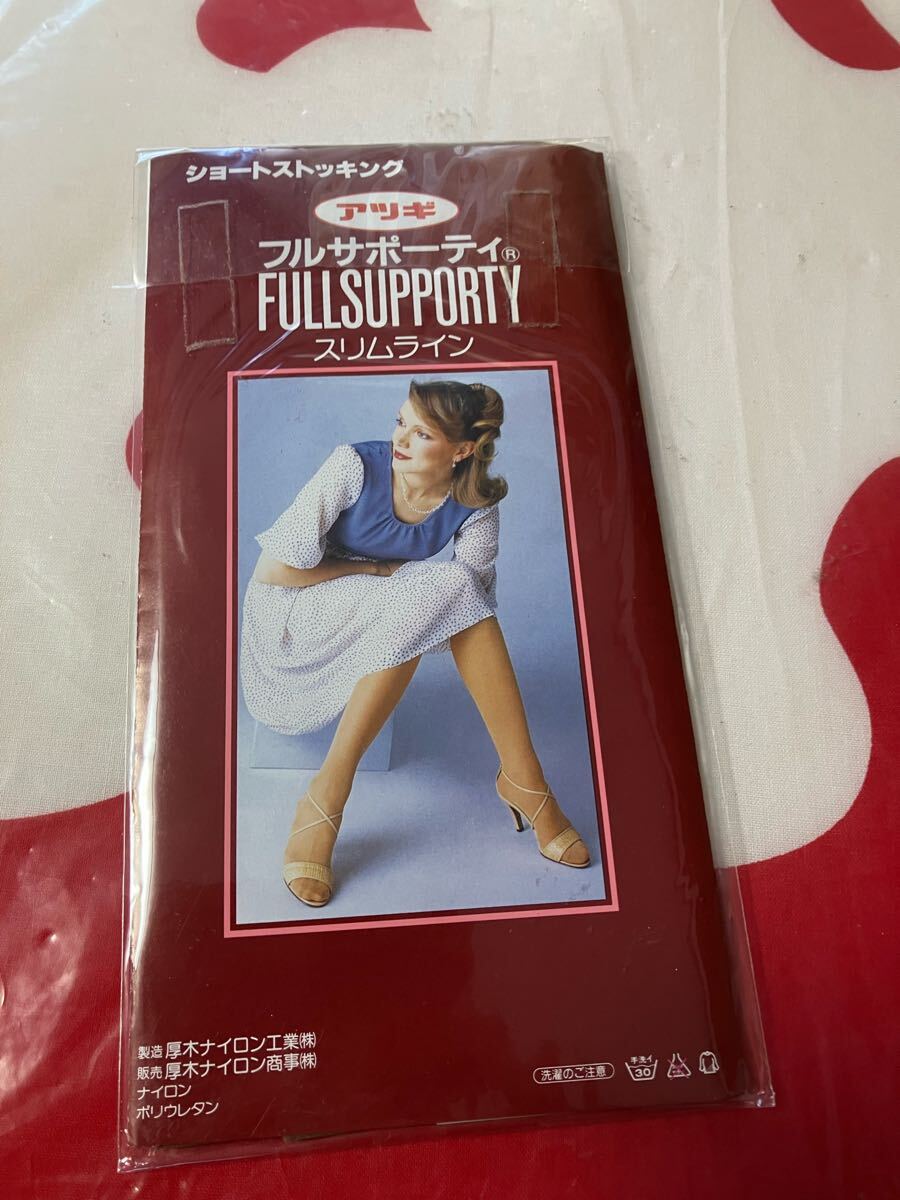 ショートストッキング
アツギ
フルサポーティ®
FULLSUPPORTY
スリムライン
製造 厚木ナイロン工業㈱
販売 厚木ナイロン商事㈱
ナイロン
ポリウレタン
洗濯のご注意
手洗イ
30